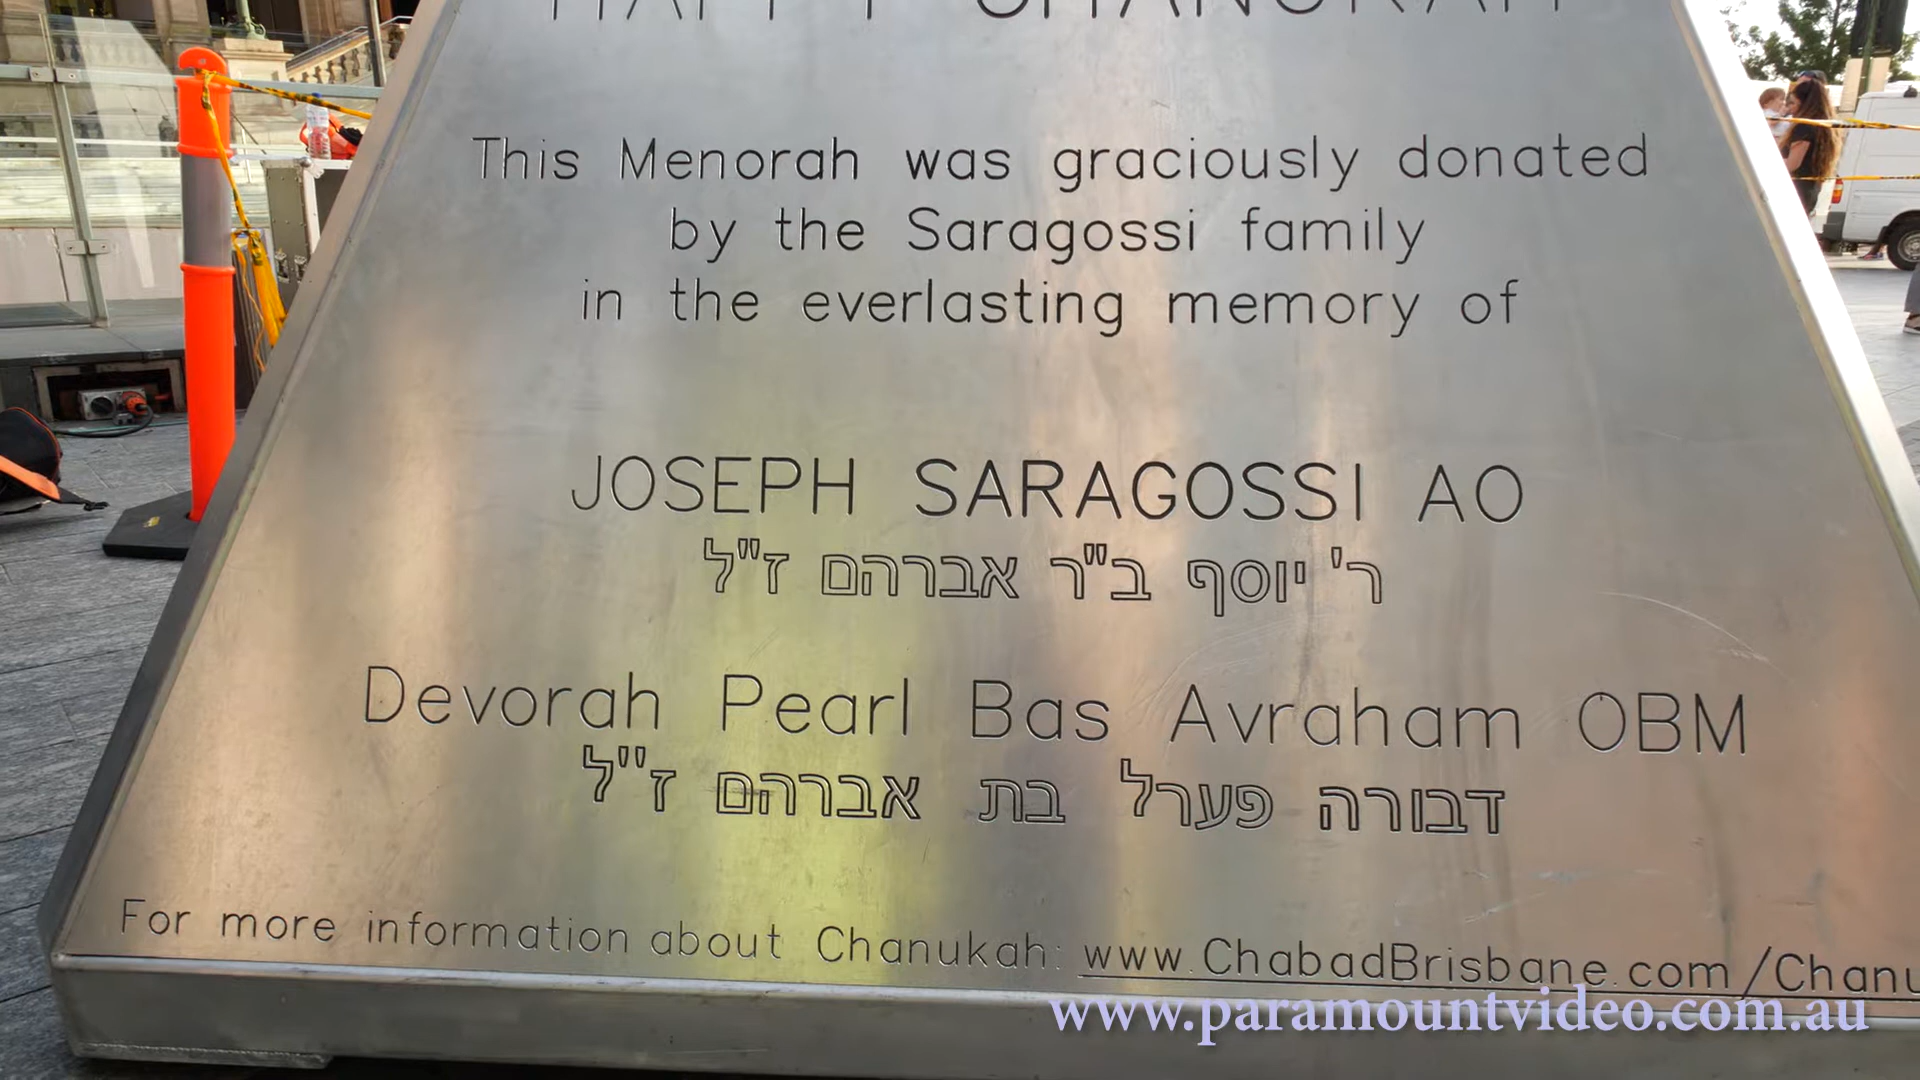 HAPPY CHANUKAH
This Menorah was graciously donated
by the Saragossi family
in the everlasting memory of
JOSEPH SARAGOSSI AO
ר' יוסף ב"ר אברהם ז"ל
Devorah Pearl Bas Avraham OBM
דבורה פערל בת אברהם ז"ל
For more information about Chanukah: www.ChabadBrisbane.com/Chanu
www.paramountvideo.com.au